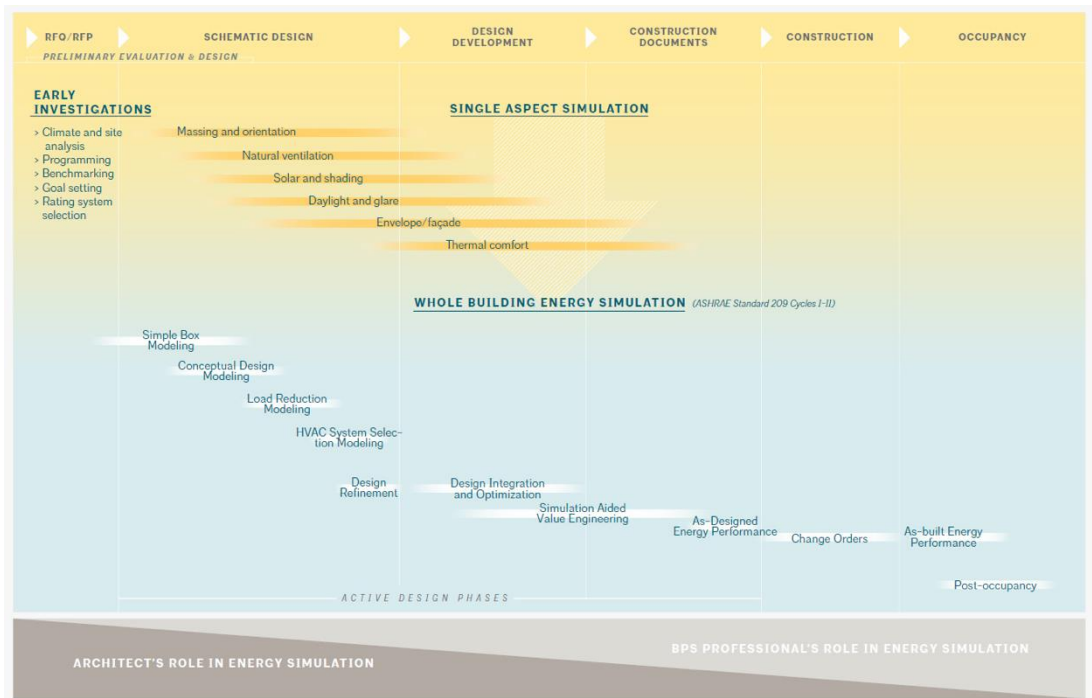 RFQ/RFP
SCHEMATIC DESIGN
DESIGN
DEVELOPMENT
CONSTRUCTION
DOCUMENTS
CONSTRUCTION
OCCUPANCY
PRELIMINARY EVALUATION & DESIGN
EARLY
INVESTIGATIONS
> Climate and site
analysis
> Programming
> Benchmarking
> Goal setting
> Rating system
selection
SINGLE ASPECT SIMULATION
Massing and orientation
Natural ventilation
Solar and shading
Daylight and glare
Envelope/façade
Thermal comfort
WHOLE BUILDING ENERGY SIMULATION (ASHRAE Standard 209 Cycles I-II)
Simple Box
Modeling
Conceptual Design
Modeling
Load Reduction
Modeling
HVAC System Selec-
tion Modeling
Design
Refinement
Design Integration
and Optimization
Simulation Aided
Value Engineering
As-Designed
Energy Performance
Change Orders
As-built Energy
Performance
Post-occupancy
ACTIVE DESIGN PHASES
ARCHITECT'S ROLE IN ENERGY SIMULATION
BPS PROFESSIONAL'S ROLE IN ENERGY SIMULATION